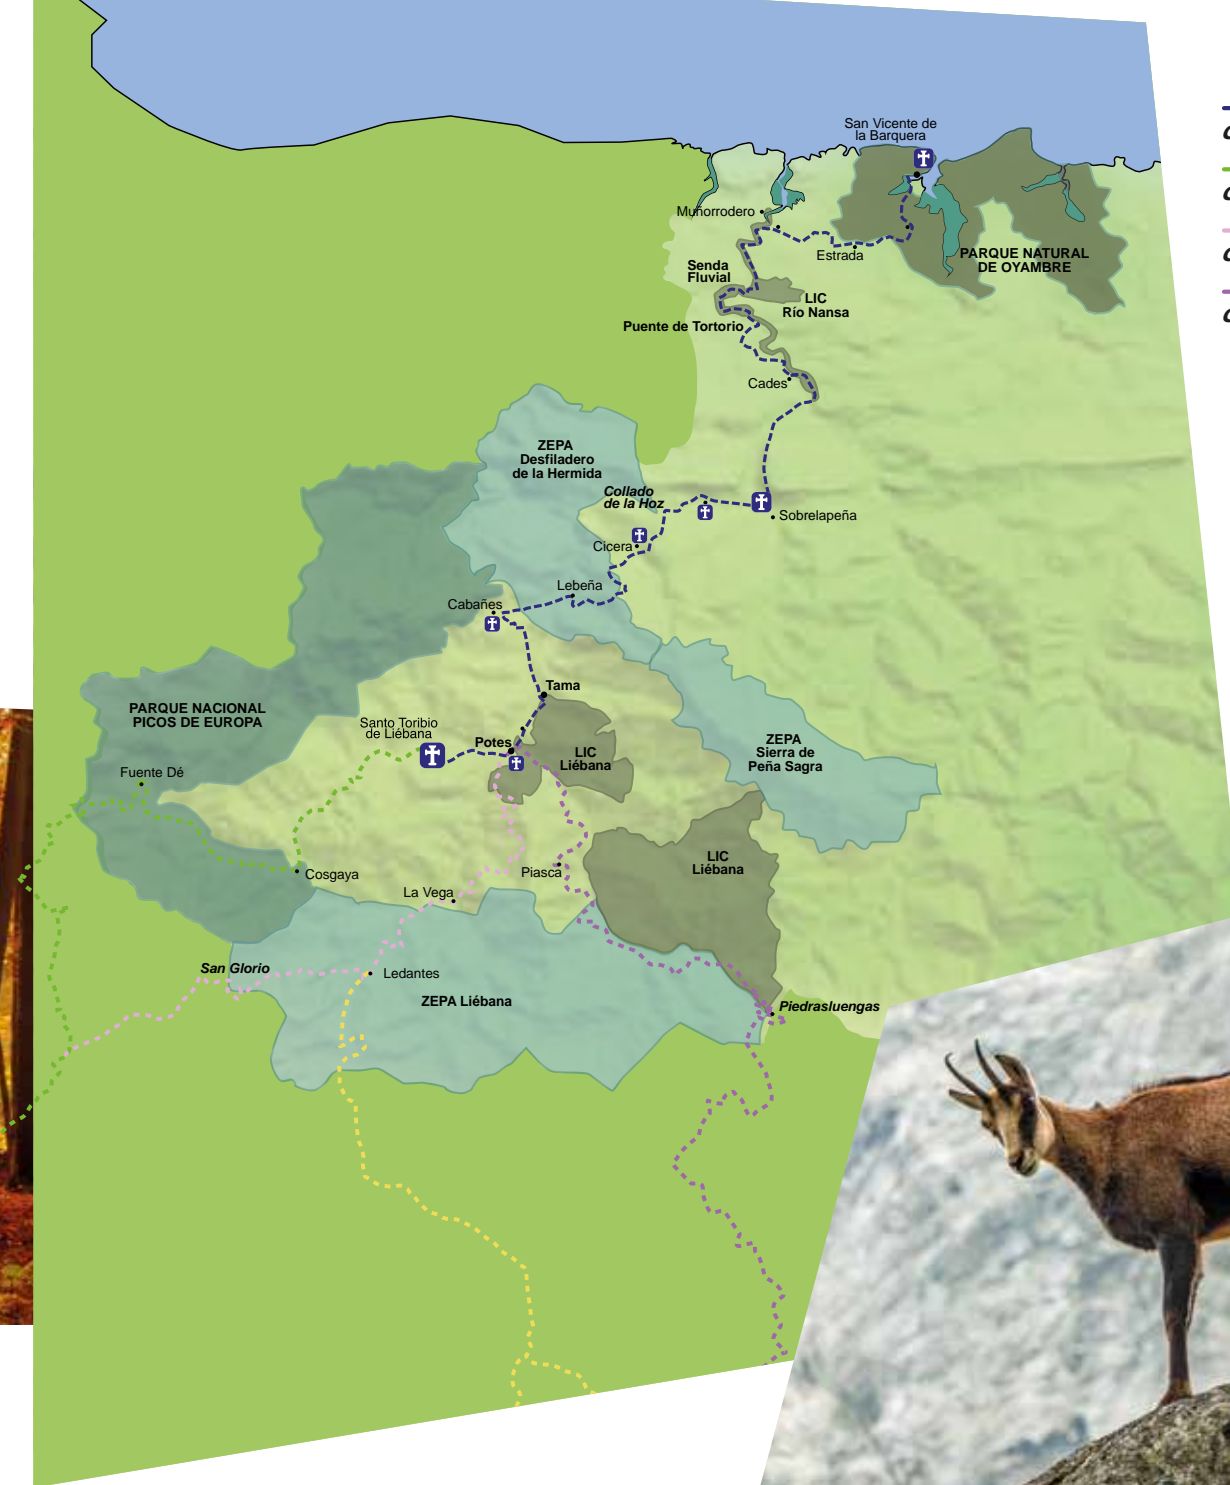 San Vicente de
la Barquera
Muñorrodero
Estrada
PARQUE NATURAL
DE OYAMBRE
Senda
Fluvial
LIC
Río Nansa
Puente de Tortorio
Cades
ZEPA
Desfiladero
de la Hermida
Collado
de la Hoz
Sobrelapeña
Cicera
Lebeña
Cabañes
Tama
PARQUE NACIONAL
PICOS DE EUROPA
Santo Toribio
de Liébana
Potes
LIC
Liébana
ZEPA
Sierra de
Peña Sagra
Fuente Dé
Cosgaya
Piasca
LIC
Liébana
La Vega
San Glorio
Ledantes
ZEPA Liébana
Piedrasluengas